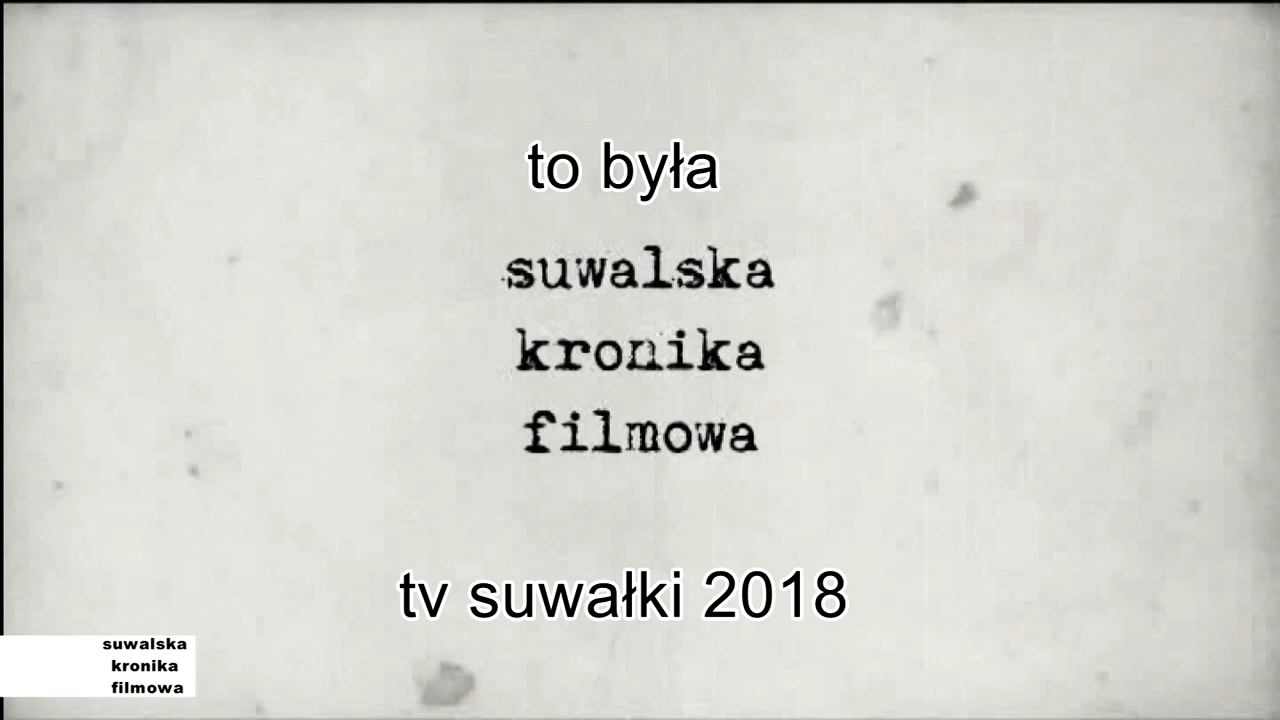 to była
suwalska
kronika
filmowa
tv suwałki 2018
suwalska
kronika
filmowa